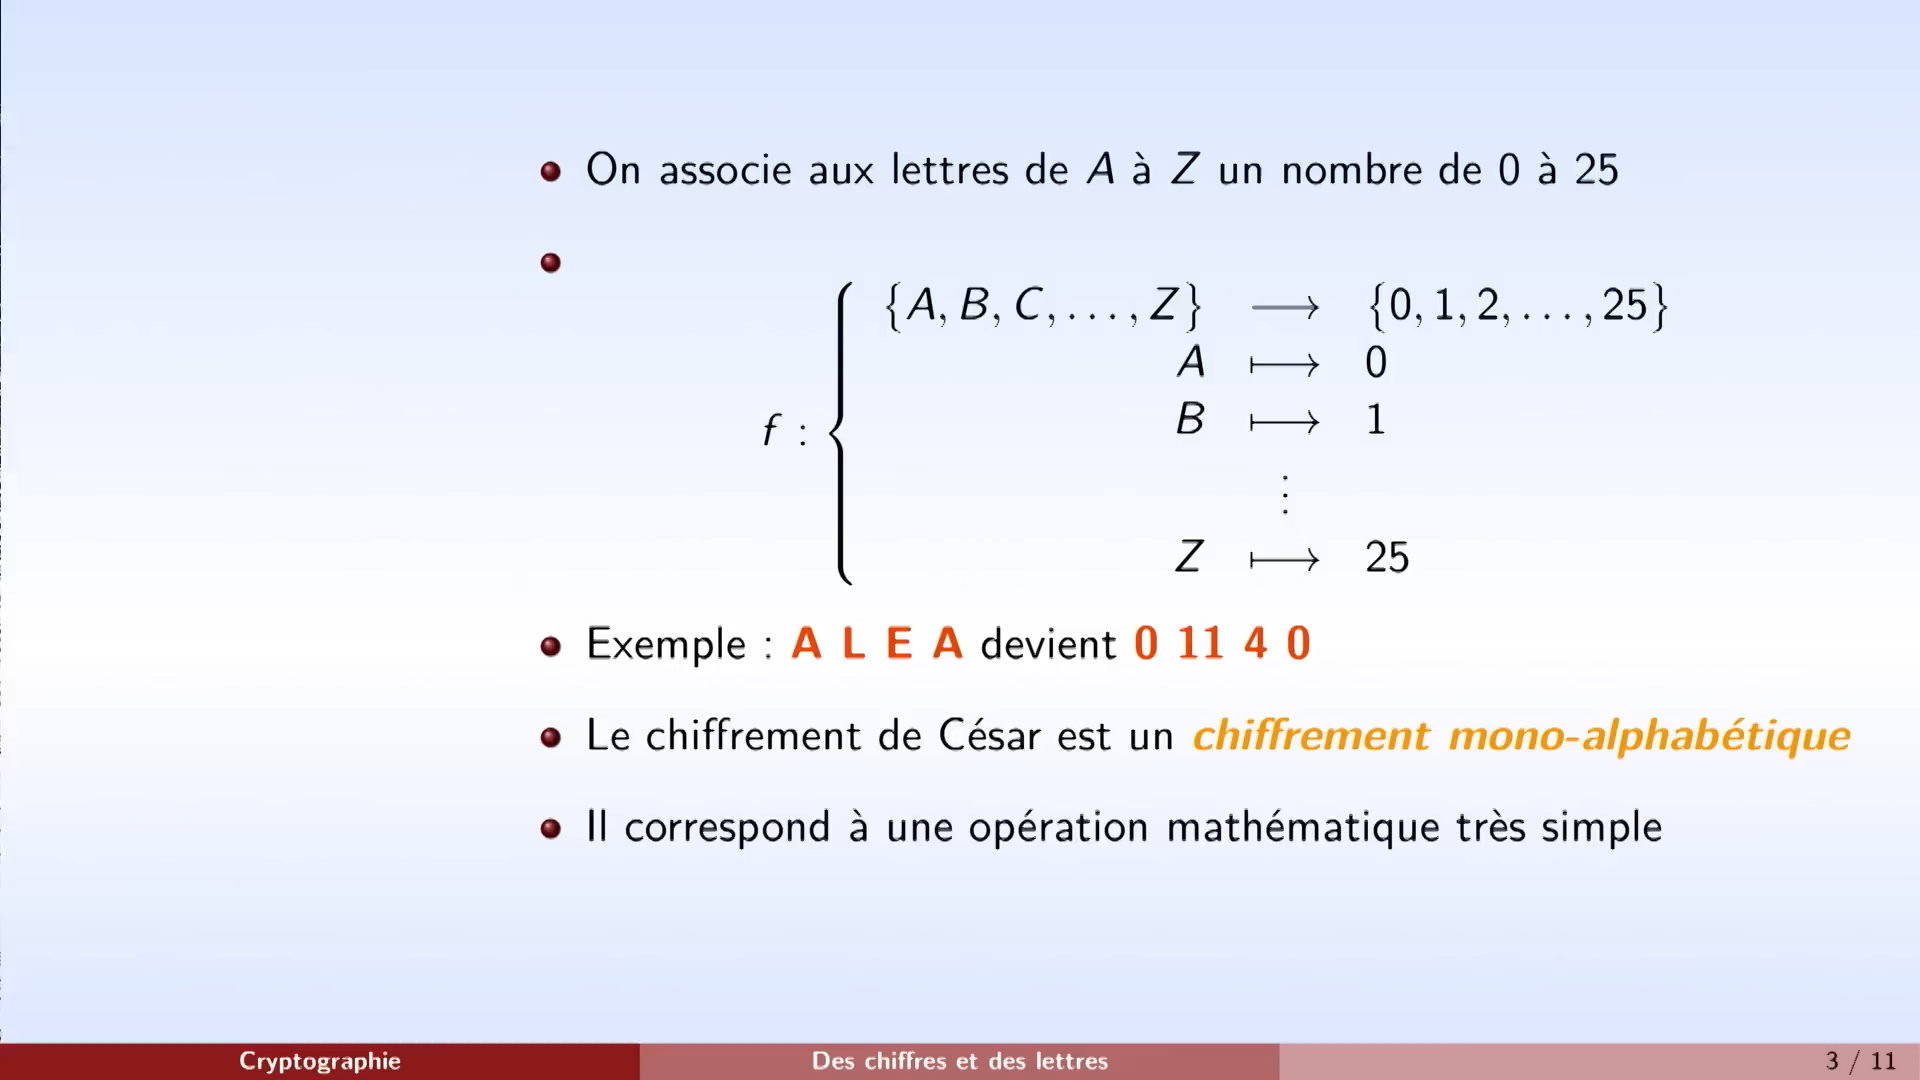 On associe aux lettres de A à Z un nombre de 0 à 25
{A, B, C, . . . , Z} ⟶ {0, 1, 2, . . . , 25}
A ⟼ 0
B ⟼ 1
f :
⋮
Z ⟼ 25
Exemple : A L E A devient 0 11 4 0
Le chiffrement de César est un chiffrement mono-alphabétique
Il correspond à une opération mathématique très simple
Cryptographie Des chiffres et des lettres 3 / 11